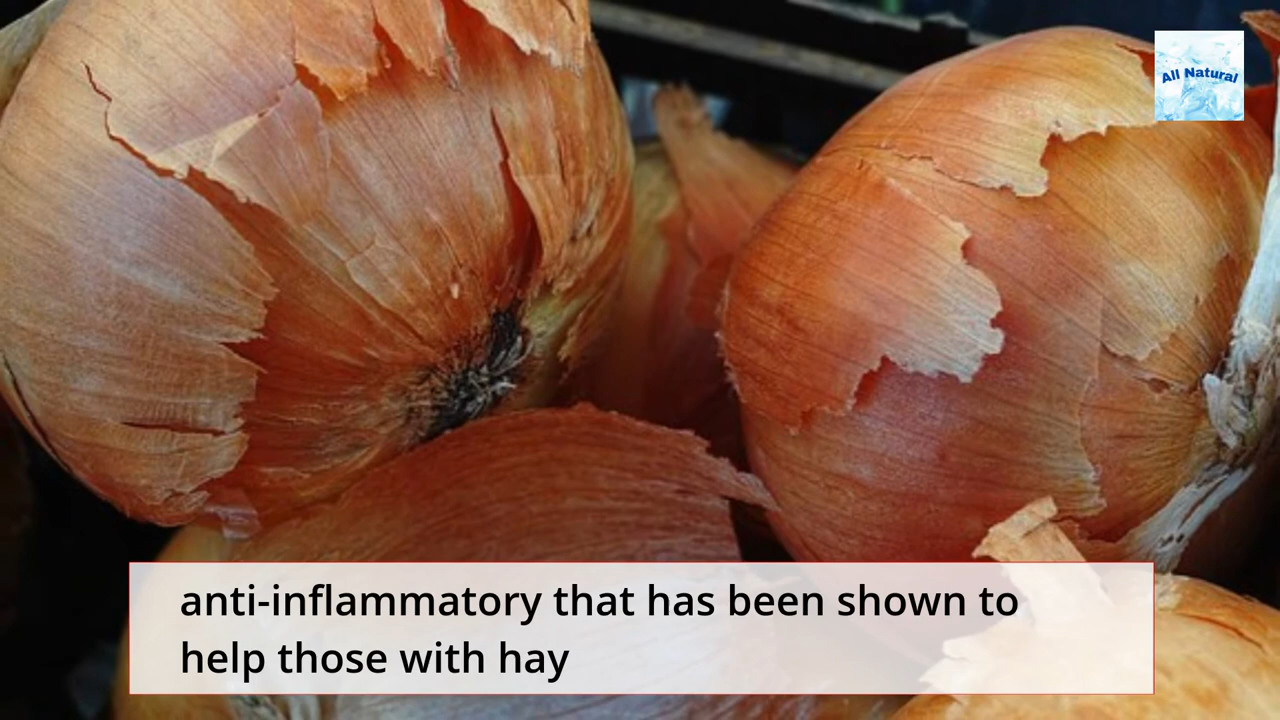 All Natural
anti-inflammatory that has been shown to
help those with hay